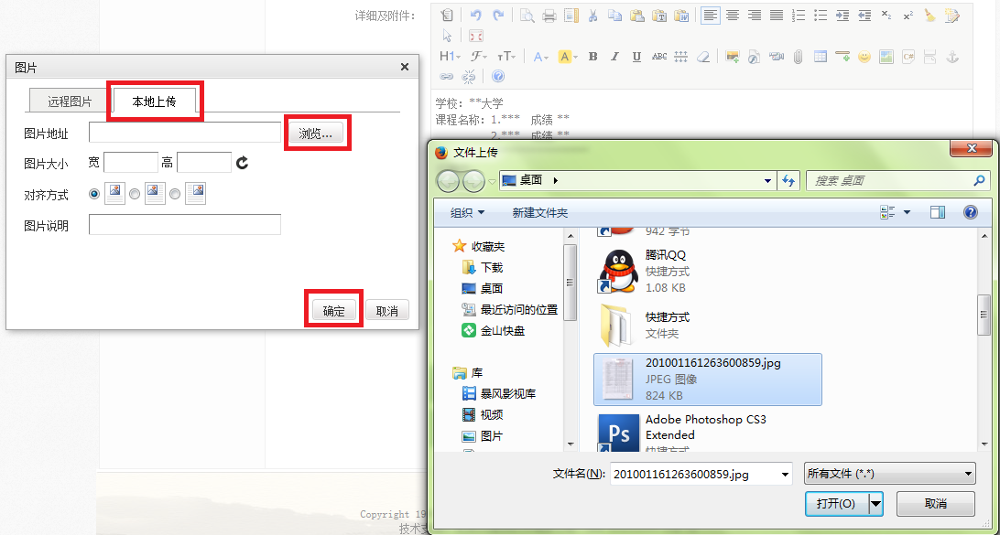 详细及附件：
H1
F
тT
A
A
B
I
U
ABC
C#
学校：**大学
课程名称：1.*** 成绩 **
2.*** 成绩 **
图片
远程图片
本地上传
图片地址
浏览...
图片大小
宽
高
对齐方式
图片说明
确定
取消
文件上传
桌面
搜索 桌面
组织
新建文件夹
收藏夹
下载
桌面
最近访问的位置
金山快盘
库
暴风影视库
视频
图片
942 字节
腾讯QQ
快捷方式
1.08 KB
快捷方式
文件夹
201001161263600859.jpg
JPEG 图像
824 KB
Ps
Adobe Photoshop CS3
Extended
快捷方式
文件名(N):
201001161263600859.jpg
所有文件 (*.*)
打开(O)
取消
Copyright 19
技术支